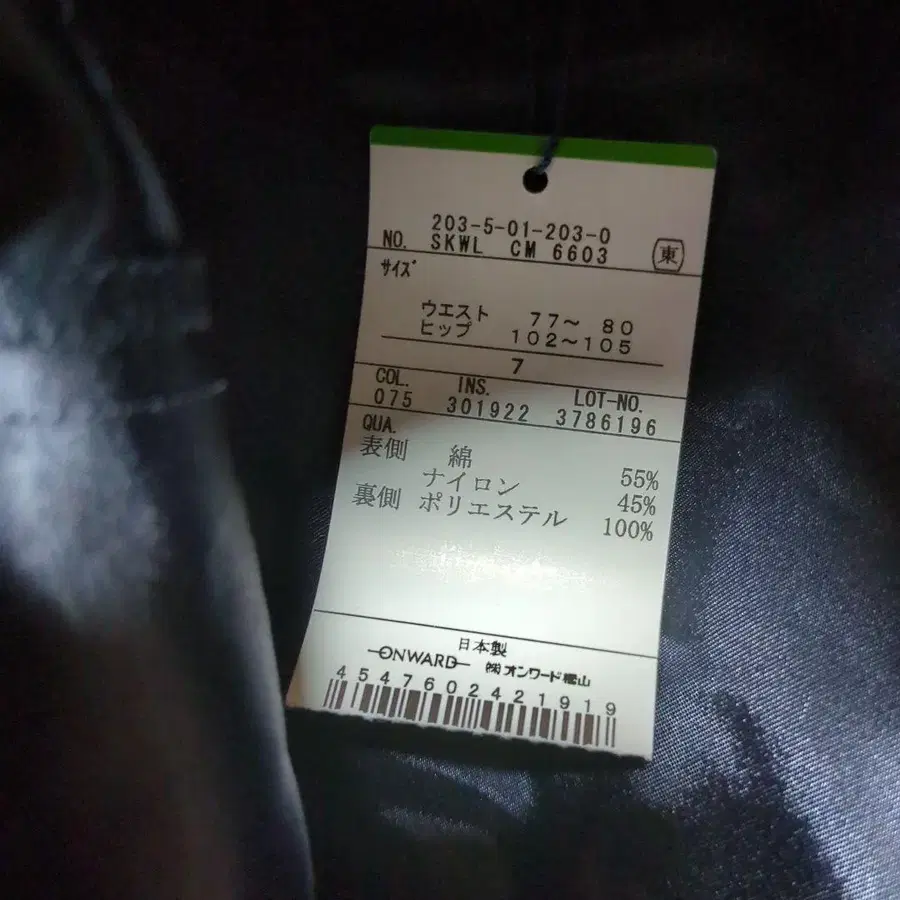 203-5-01-203-0
NO. SKWL CM 6603 東
サイズ
ウエスト 77～ 80
ヒップ 102～105
7
COL. INS. LOT-NO.
075 301922 3786196
QUA.
表側 綿 55%
ナイロン 45%
裏側 ポリエステル 100%
日本製
ONWARD ㈱オンワード樫山
4547602421919